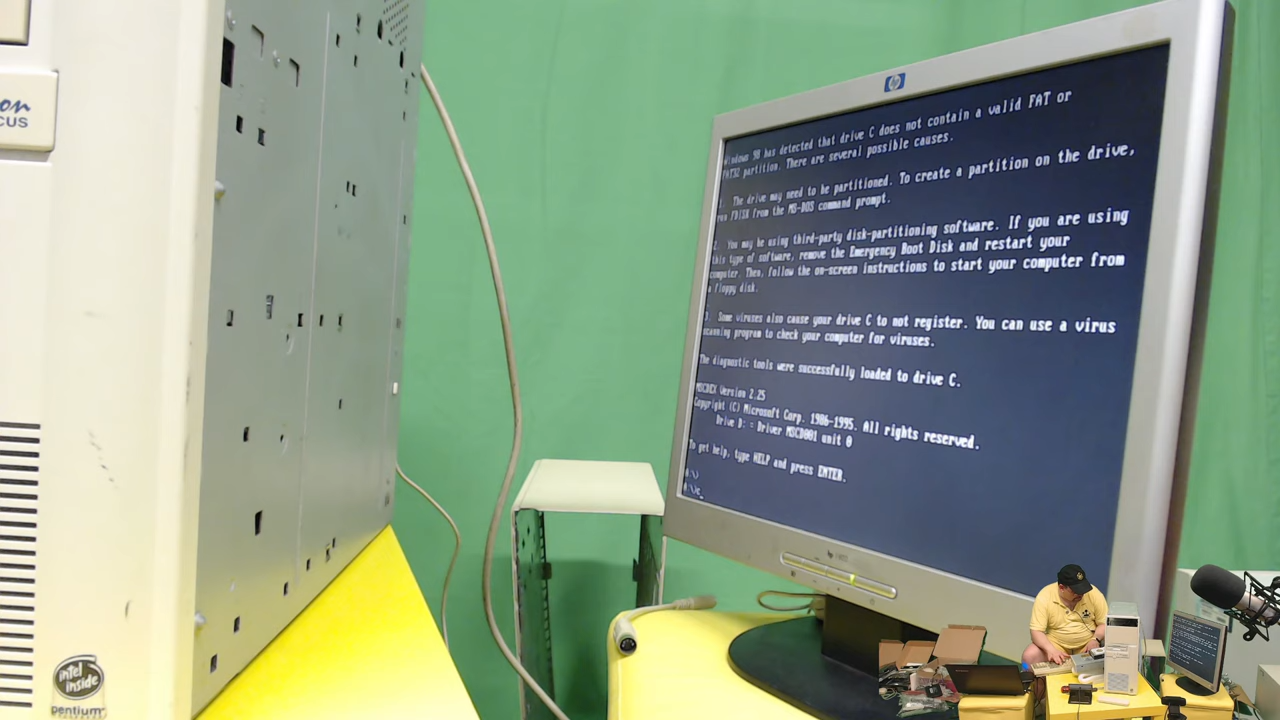 on
CUS
intel
inside
pentium
hp
Windows 98 has detected that drive C does not contain a valid FAT or
FAT32 partition. There are several possible causes.
1. The drive may need to be partitioned. To create a partition on the drive,
run FDISK from the MS-DOS command prompt.
2. You may be using third-party disk-partitioning software. If you are using
this type of software, remove the Emergency Boot Disk and restart your
computer. Then, follow the on-screen instructions to start your computer from
a floppy disk.
3. Some viruses also cause your drive C to not register. You can use a virus
scanning program to check your computer for viruses.
The diagnostic tools were successfully loaded to drive C.
MSCDEX Version 2.25
Copyright (C) Microsoft Corp. 1986-1995. All rights reserved.
Drive D: = Driver MSCD001 unit 0
To get help, type HELP and press ENTER.
A:\>
A:\>c_
hp